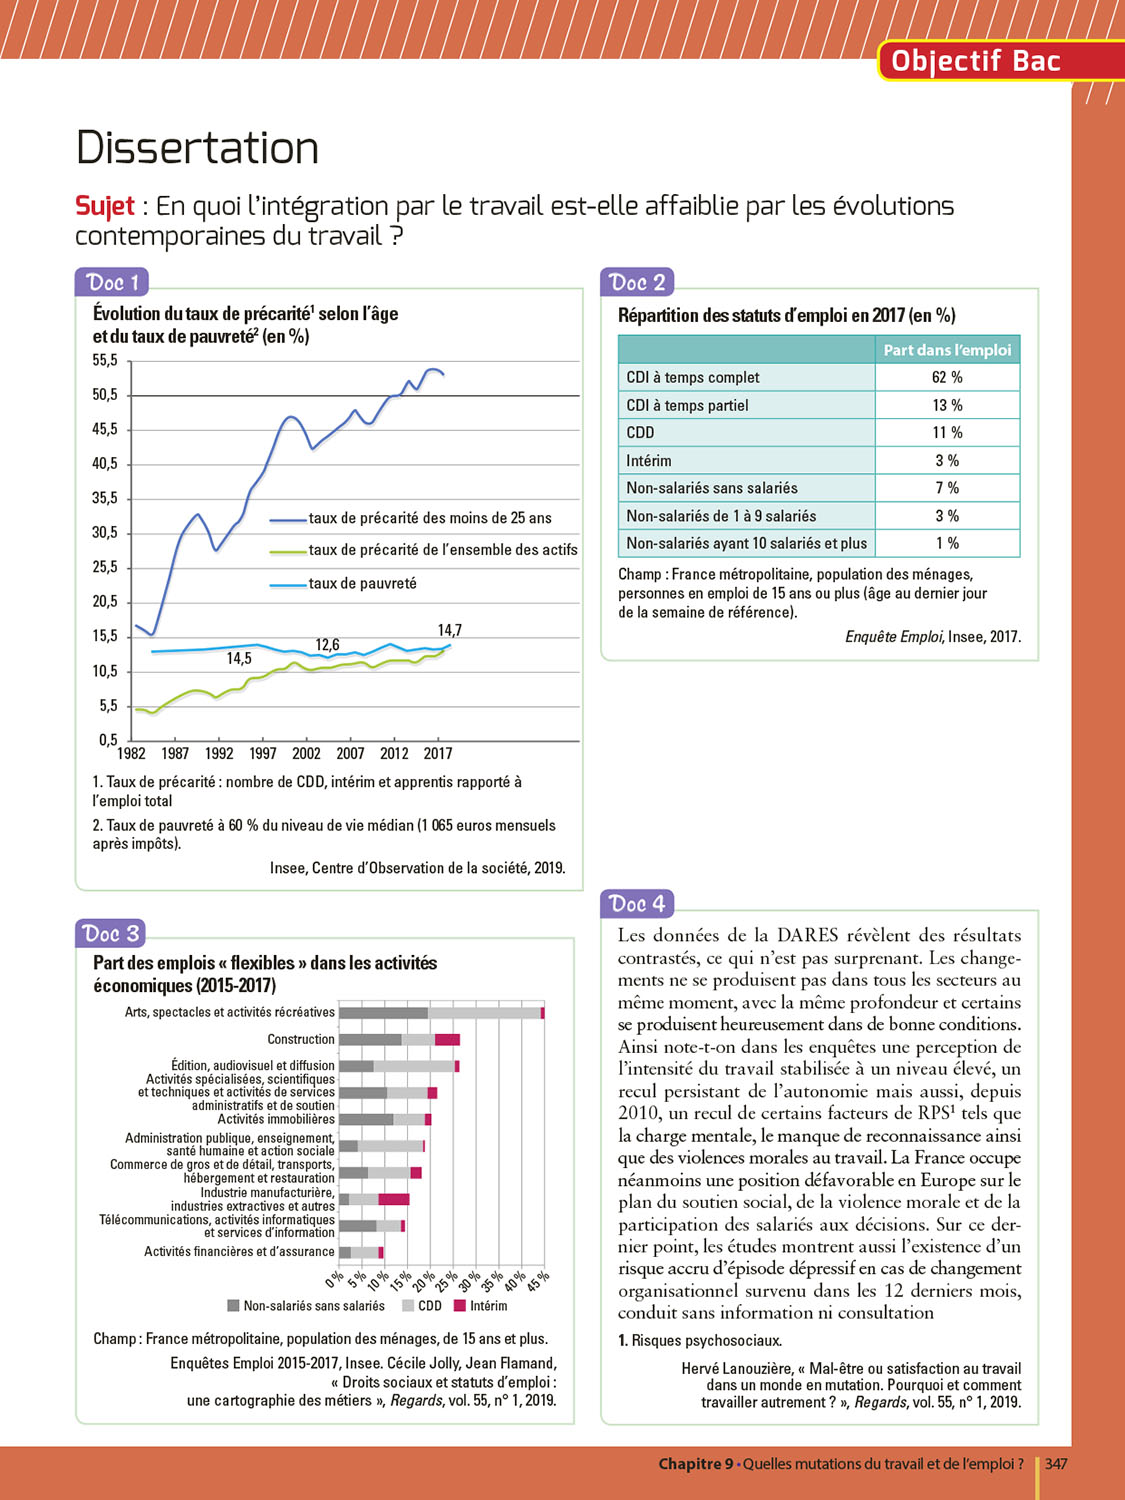 Objectif Bac
Dissertation
Sujet : En quoi l’intégration par le travail est-elle affaiblie par les évolutions
contemporaines du travail ?
Doc 1
Évolution du taux de précarité¹ selon l’âge
et du taux de pauvreté² (en %)
55,5
50,5
45,5
40,5
35,5
30,5
25,5
20,5
15,5
10,5
5,5
0,5
taux de précarité des moins de 25 ans
taux de précarité de l’ensemble des actifs
taux de pauvreté
14,5
12,6
14,7
1982 1987 1992 1997 2002 2007 2012 2017
1. Taux de précarité : nombre de CDD, intérim et apprentis rapporté à
l’emploi total
2. Taux de pauvreté à 60 % du niveau de vie médian (1 065 euros mensuels
après impôts).
Insee, Centre d’Observation de la société, 2019.
Doc 2
Répartition des statuts d’emploi en 2017 (en %)
Part dans l’emploi
CDI à temps complet 62 %
CDI à temps partiel 13 %
CDD 11 %
Intérim 3 %
Non-salariés sans salariés 7 %
Non-salariés de 1 à 9 salariés 3 %
Non-salariés ayant 10 salariés et plus 1 %
Champ : France métropolitaine, population des ménages,
personnes en emploi de 15 ans ou plus (âge au dernier jour
de la semaine de référence).
Enquête Emploi, Insee, 2017.
Doc 3
Part des emplois « flexibles » dans les activités
économiques (2015-2017)
Arts, spectacles et activités récréatives
Construction
Édition, audiovisuel et diffusion
Activités spécialisées, scientifiques
et techniques et activités de services
administratifs et de soutien
Activités immobilières
Administration publique, enseignement,
santé humaine et action sociale
Commerce de gros et de détail, transports,
hébergement et restauration
Industrie manufacturière,
industries extractives et autres
Télécommunications, activités informatiques
et services d’information
Activités financières et d’assurance
0 % 5 % 10 % 15 % 20 % 25 % 30 % 35 % 40 % 45 %
Non-salariés sans salariés CDD Intérim
Champ : France métropolitaine, population des ménages, de 15 ans et plus.
Enquêtes Emploi 2015-2017, Insee. Cécile Jolly, Jean Flamand,
« Droits sociaux et statuts d’emploi :
une cartographie des métiers », Regards, vol. 55, n° 1, 2019.
Doc 4
Les données de la DARES révèlent des résultats
contrastés, ce qui n’est pas surprenant. Les change-
ments ne se produisent pas dans tous les secteurs au
même moment, avec la même profondeur et certains
se produisent heureusement dans de bonne conditions.
Ainsi note-t-on dans les enquêtes une perception de
l’intensité du travail stabilisée à un niveau élevé, un
recul persistant de l’autonomie mais aussi, depuis
2010, un recul de certains facteurs de RPS¹ tels que
la charge mentale, le manque de reconnaissance ainsi
que des violences morales au travail. La France occupe
néanmoins une position défavorable en Europe sur le
plan du soutien social, de la violence morale et de la
participation des salariés aux décisions. Sur ce der-
nier point, les études montrent aussi l’existence d’un
risque accru d’épisode dépressif en cas de changement
organisationnel survenu dans les 12 derniers mois,
conduit sans information ni consultation
1. Risques psychosociaux.
Hervé Lanouzière, « Mal-être ou satisfaction au travail
dans un monde en mutation. Pourquoi et comment
travailler autrement ? », Regards, vol. 55, n° 1, 2019.
Chapitre 9 • Quelles mutations du travail et de l’emploi ? 347